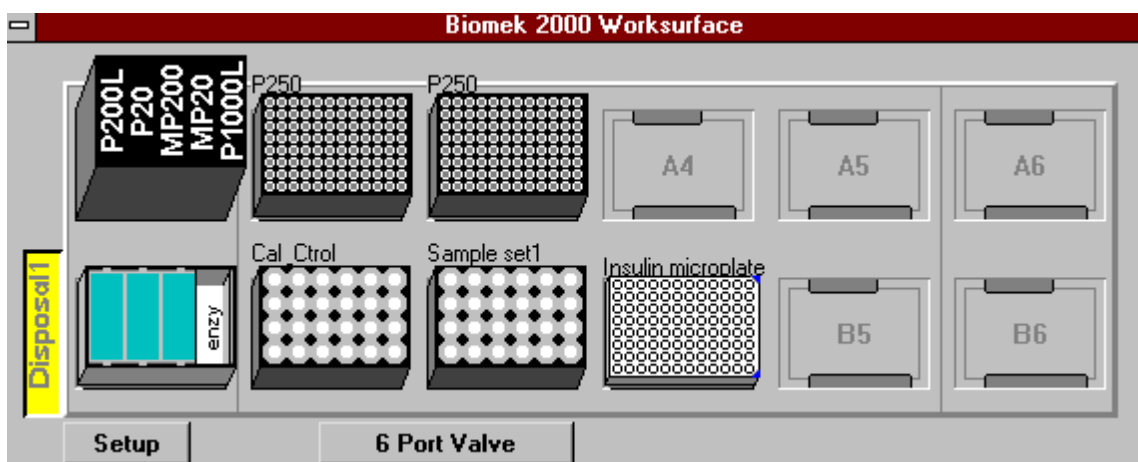 Biomek 2000 Worksurface
P200L
P20
MP200
MP20
P1000L
P250
P250
A4
A5
A6
Disposal1
enzy
Cal_Ctrol
Sample set1
Insulin microplate
B5
B6
Setup
6 Port Valve